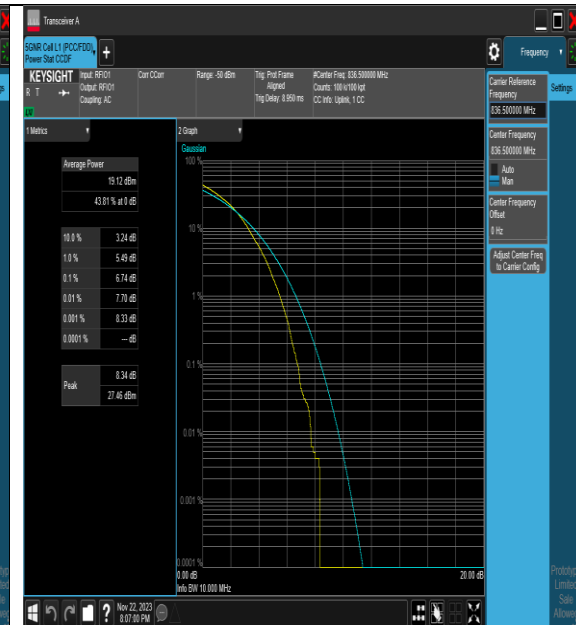 Transceiver A
5GNR Cell L1 (PCC/FDD),
Power Stat CCDF
Frequency
KEYSIGHT
R T
Input: RFIO1
Output: RFIO1
Coupling: AC
Corr CCorr
Range: -50 dBm
Trig: Prot Frame
Aligned
Trig Delay: 8.950 ms
#Center Freq: 836.500000 MHz
Counts: 100 k/100 kpt
CC Info: Uplink, 1 CC
Carrier Reference
Frequency
836.500000 MHz
Settings
Center Frequency
836.500000 MHz
Auto
Man
Center Frequency
Offset
0 Hz
Adjust Center Freq
to Carrier Config
1 Metrics
Average Power
19.12 dBm
43.81 % at 0 dB
10.0 % 3.24 dB
1.0 % 5.49 dB
0.1 % 6.74 dB
0.01 % 7.70 dB
0.001 % 8.33 dB
0.0001 % --- dB
Peak
8.34 dB
27.46 dBm
2 Graph
Gaussian
100 %
10 %
1 %
0.1 %
0.01 %
0.001 %
0.0001 %
0.00 dB
20.00 dB
Info BW 10.000 MHz
Nov 22, 2023
8:07:00 PM
?